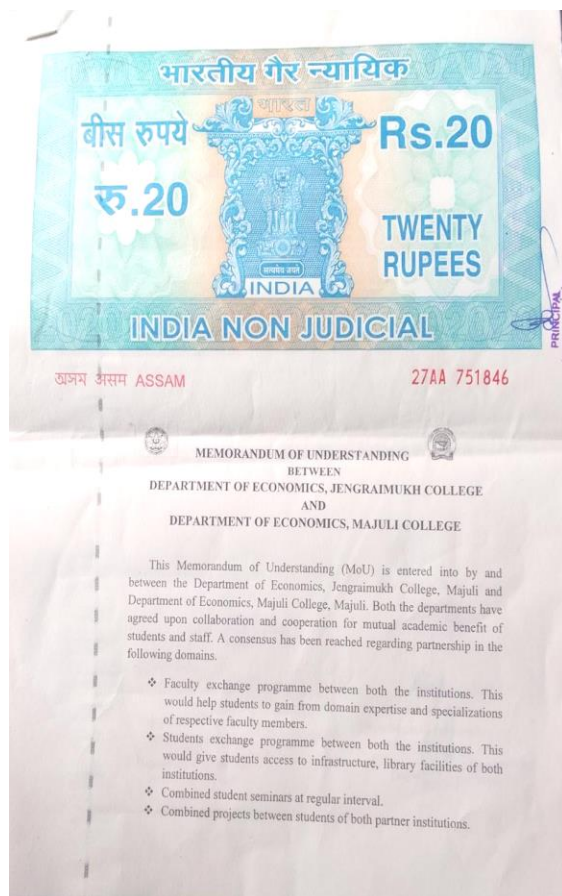 भारतीय गैर न्यायिक
भारत
बीस रुपये
Rs.20
रु.20
TWENTY
RUPEES
सत्यमेव जयते
INDIA
INDIA NON JUDICIAL
PRINCIPAL
অসম असम ASSAM
27AA 751846
MEMORANDUM OF UNDERSTANDING
BETWEEN
DEPARTMENT OF ECONOMICS, JENGRAIMUKH COLLEGE
AND
DEPARTMENT OF ECONOMICS, MAJULI COLLEGE
This Memorandum of Understanding (MoU) is entered into by and
between the Department of Economics, Jengraimukh College, Majuli and
Department of Economics, Majuli College, Majuli. Both the departments have
agreed upon collaboration and cooperation for mutual academic benefit of
students and staff. A consensus has been reached regarding partnership in the
following domains.
❖ Faculty exchange programme between both the institutions. This
would help students to gain from domain expertise and specializations
of respective faculty members.
❖ Students exchange programme between both the institutions. This
would give students access to infrastructure, library facilities of both
institutions.
❖ Combined student seminars at regular interval.
❖ Combined projects between students of both partner institutions.